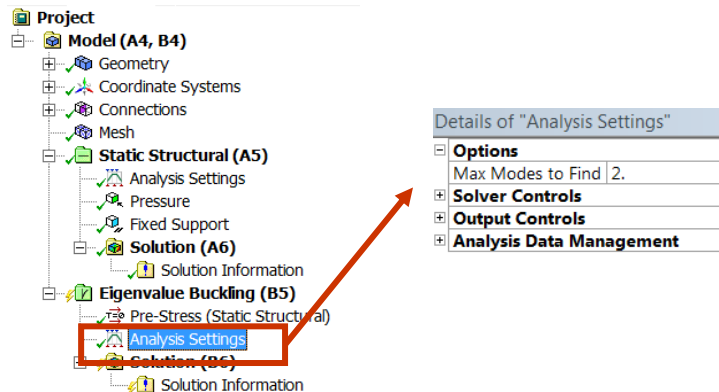 Project
Model (A4, B4)
Geometry
Coordinate Systems
Connections
Mesh
Static Structural (A5)
Analysis Settings
Pressure
Fixed Support
Solution (A6)
Solution Information
Eigenvalue Buckling (B5)
Pre-Stress (Static Structural)
Analysis Settings
Solution (B6)
Solution Information
Details of "Analysis Settings"
Options
Max Modes to Find 2.
Solver Controls
Output Controls
Analysis Data Management